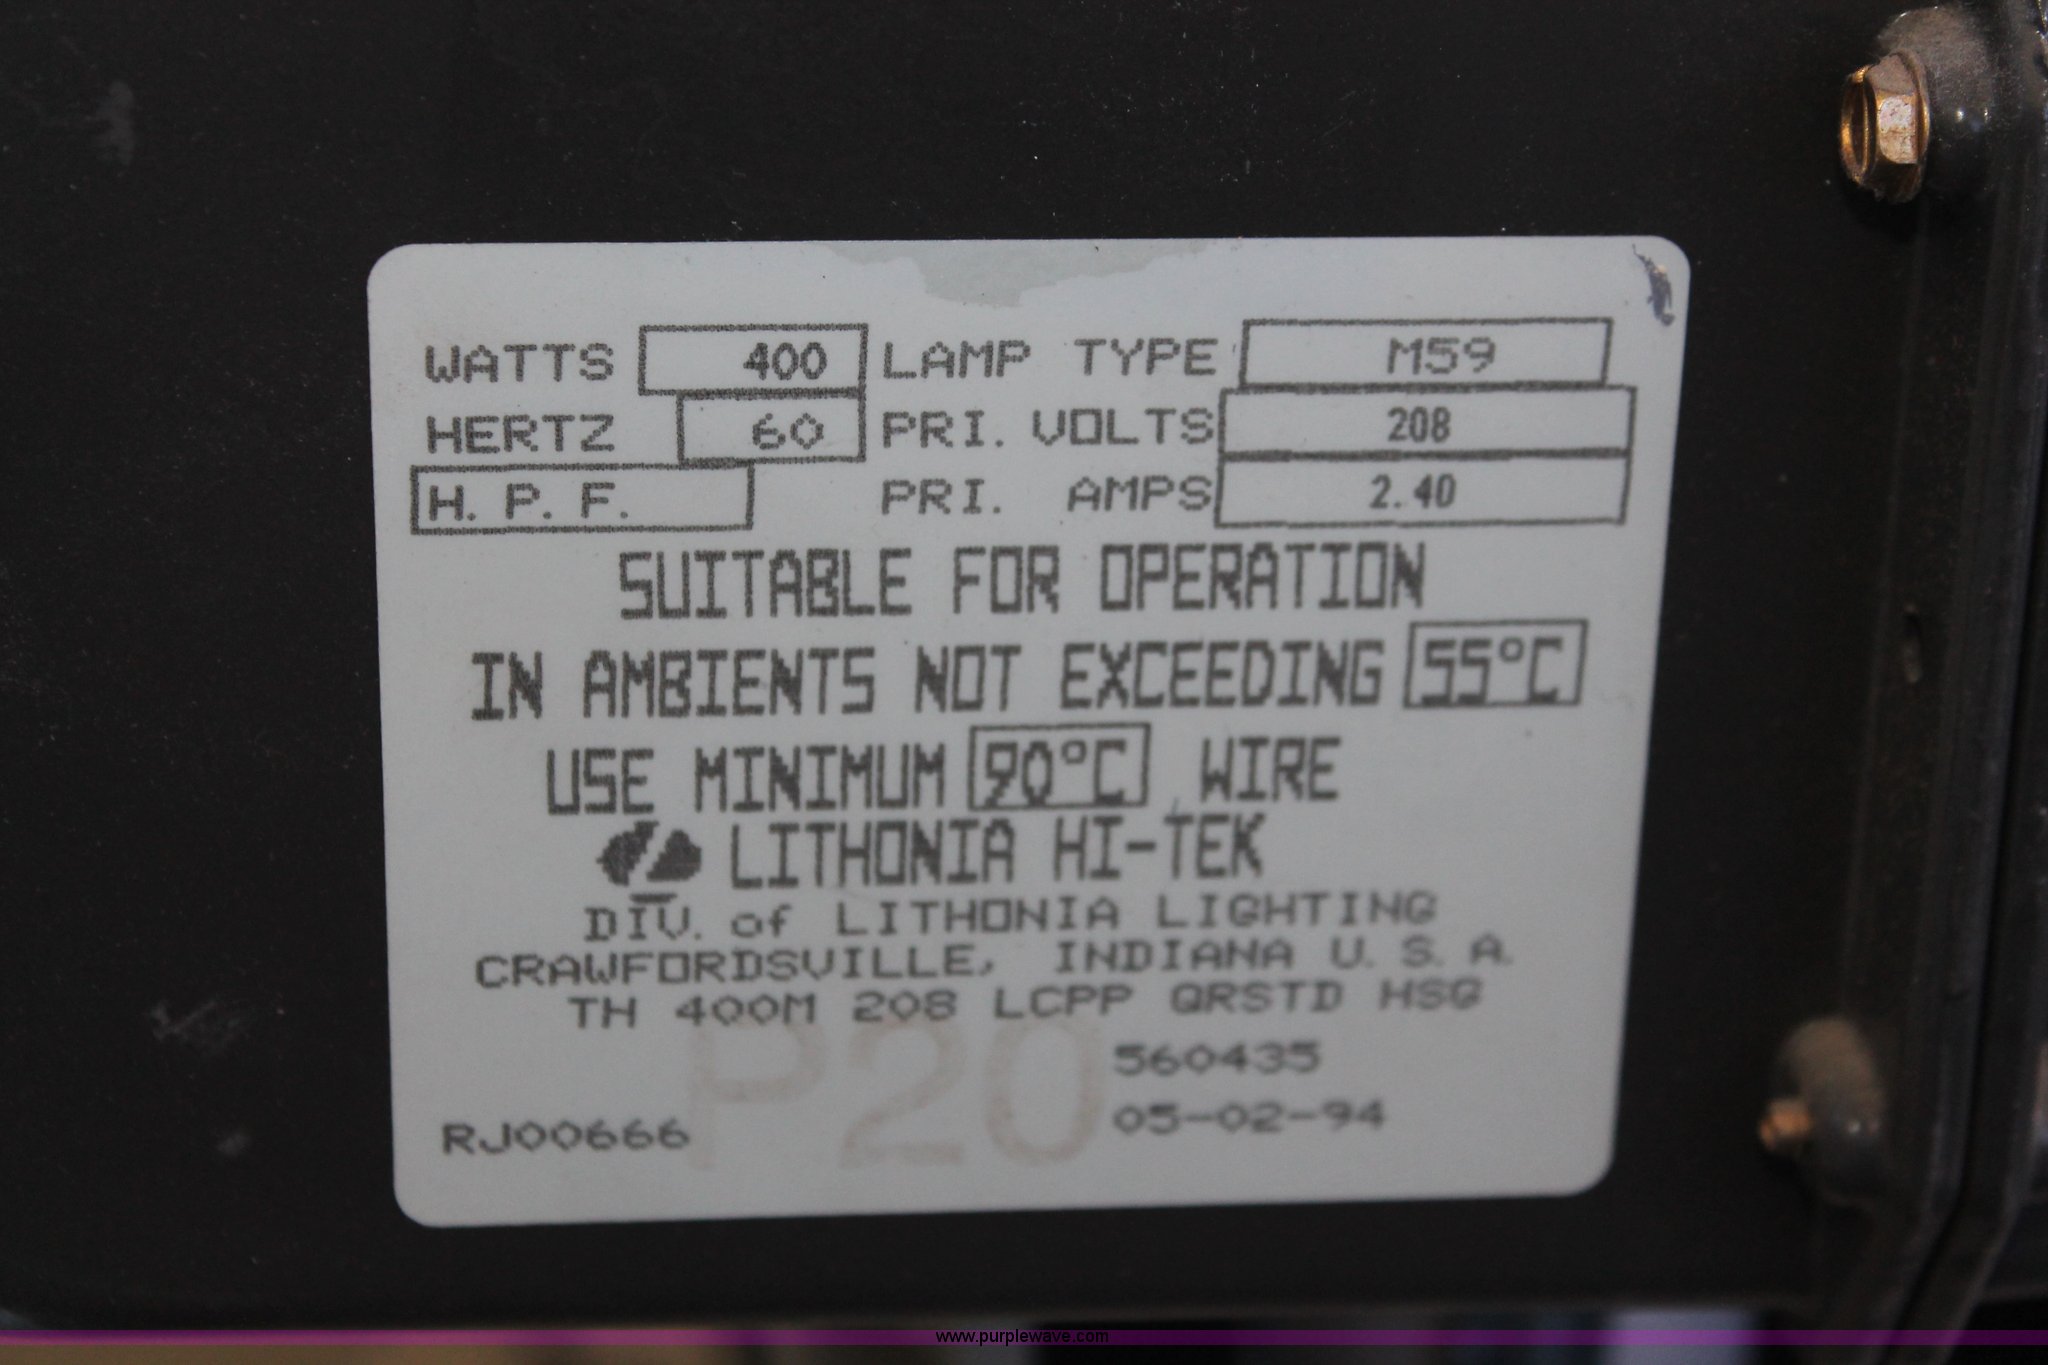 WATTS 400 LAMP TYPE M59
HERTZ 60 PRI. VOLTS 208
H. P. F. PRI. AMPS 2.40
SUITABLE FOR OPERATION
IN AMBIENTS NOT EXCEEDING 55°C
USE MINIMUM 90°C WIRE
LITHONIA HI-TEK
DIV. of LITHONIA LIGHTING
CRAWFORDSVILLE, INDIANA U. S. A.
TH 400M 208 LCPP QRSTD HSG
P20
560435
RJ00666 05-02-94
www.purplewave.com